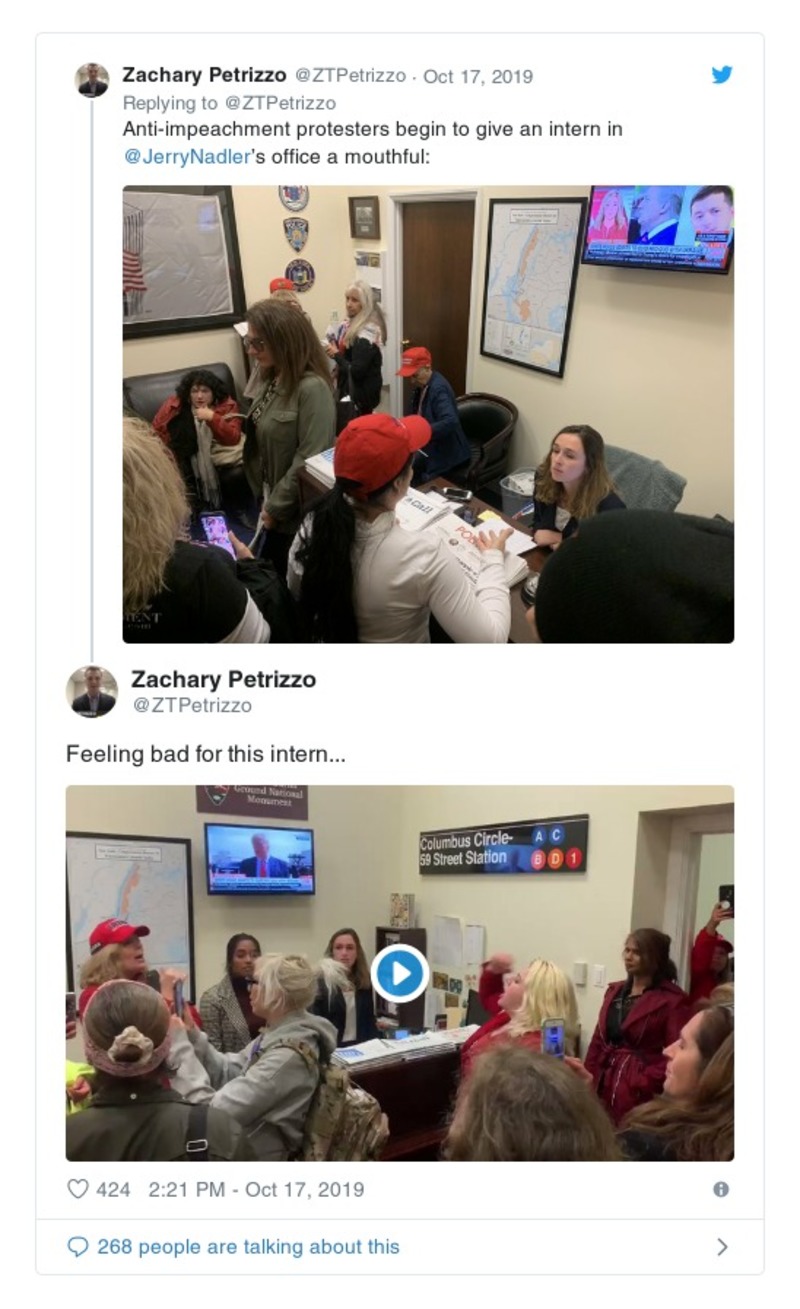 Zachary Petrizzo @ZTPetrizzo · Oct 17, 2019
Replying to @ZTPetrizzo
Anti-impeachment protesters begin to give an intern in
@JerryNadler's office a mouthful:
Zachary Petrizzo
@ZTPetrizzo
Feeling bad for this intern...
Ground National
Monument
Columbus Circle-
59 Street Station
A C
B D 1
424 2:21 PM - Oct 17, 2019
268 people are talking about this